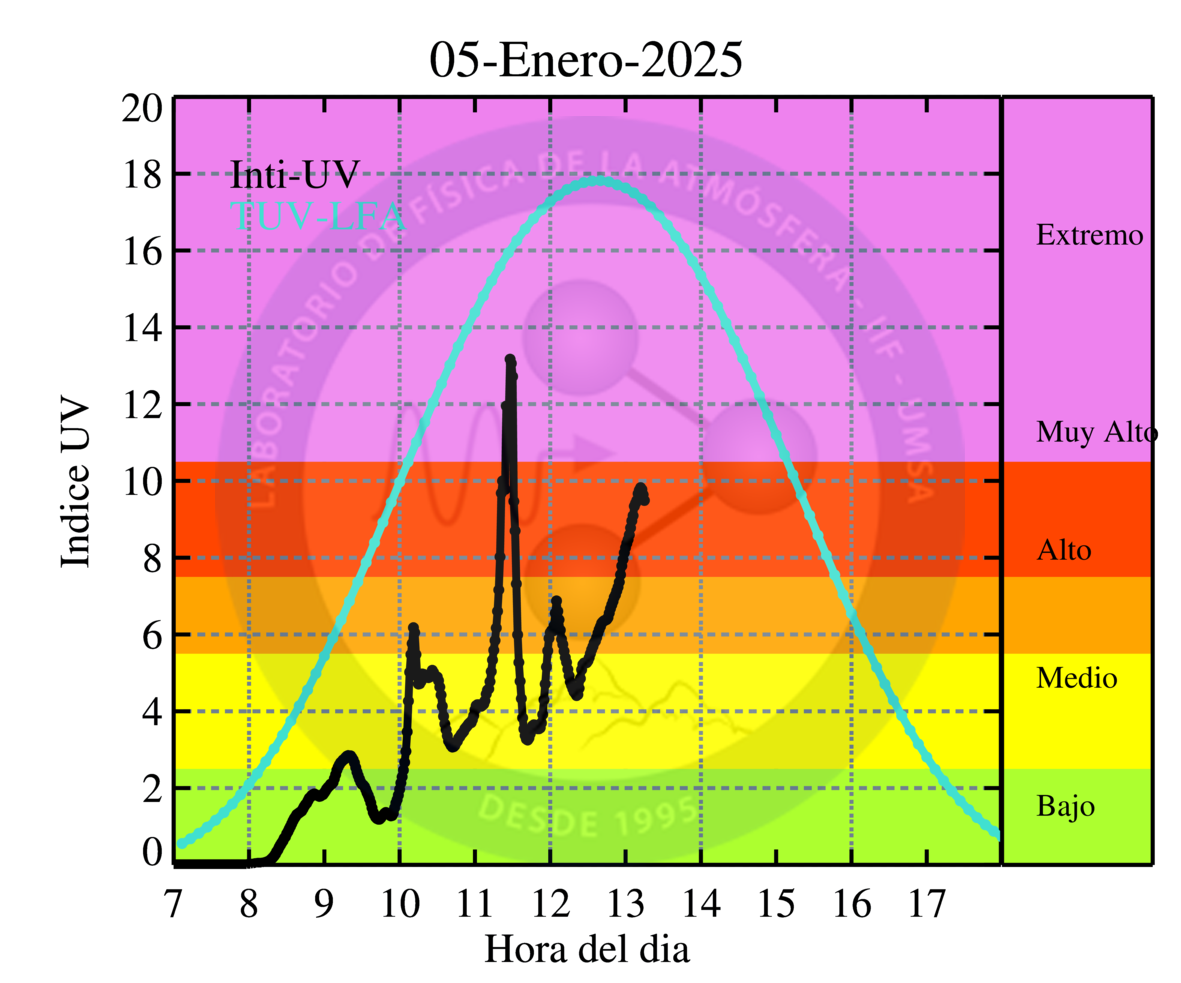 05-Enero-2025
Indice UV
20
18
16
14
12
10
8
6
4
2
0
Inti-UV
TUV-LFA
LABORATORIO DE FÍSICA DE LA ATMÓSFERA - IIF - UMSA
DESDE 1995
Extremo
Muy Alto
Alto
Medio
Bajo
7 8 9 10 11 12 13 14 15 16 17
Hora del dia